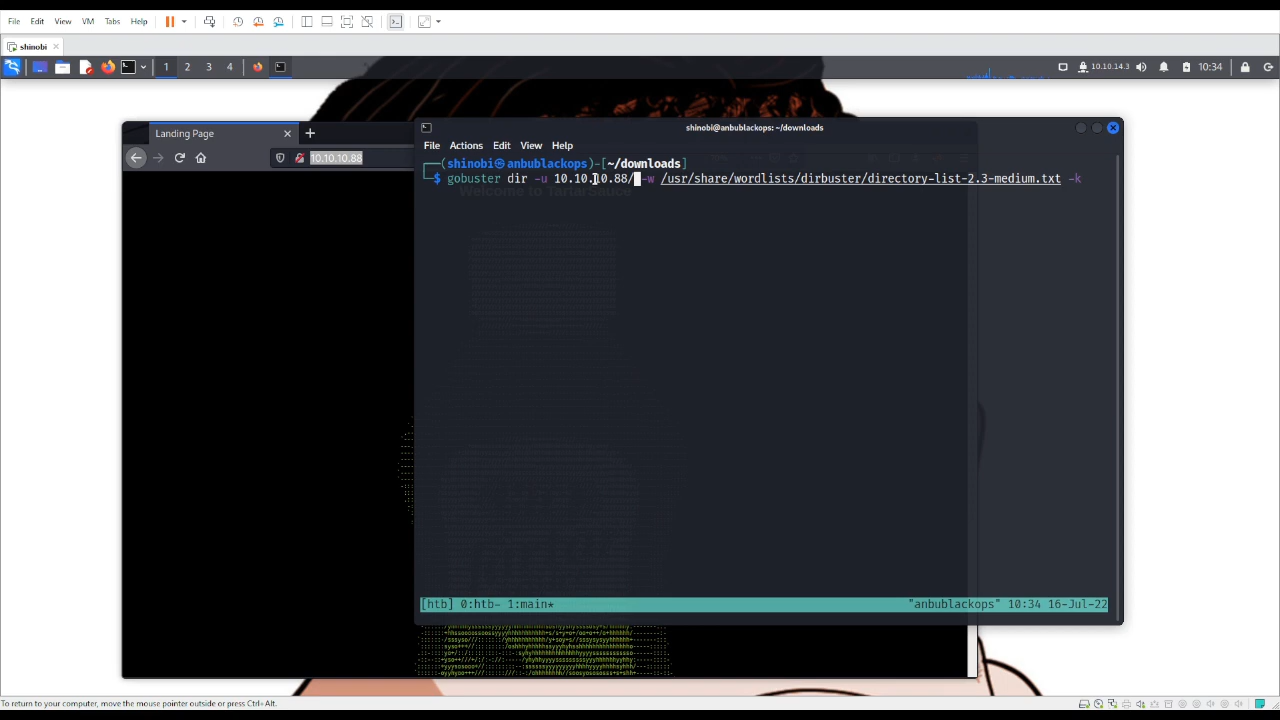 File Edit View VM Tabs Help
shinobi
1 2 3 4 10.10.14.3 10:34
shinobi@anbublackops: ~/downloads
Landing Page
File Actions Edit View Help
10.10.10.88
(shinobi㉿anbublackops)-[~/downloads]
$ gobuster dir -u 10.10.10.88/ -w /usr/share/wordlists/dirbuster/directory-list-2.3-medium.txt -k
Welcome to TartarSauce
[htb] 0:htb- 1:main* "anbublackops" 10:34 16-Jul-22
To return to your computer, move the mouse pointer outside or press Ctrl+Alt.